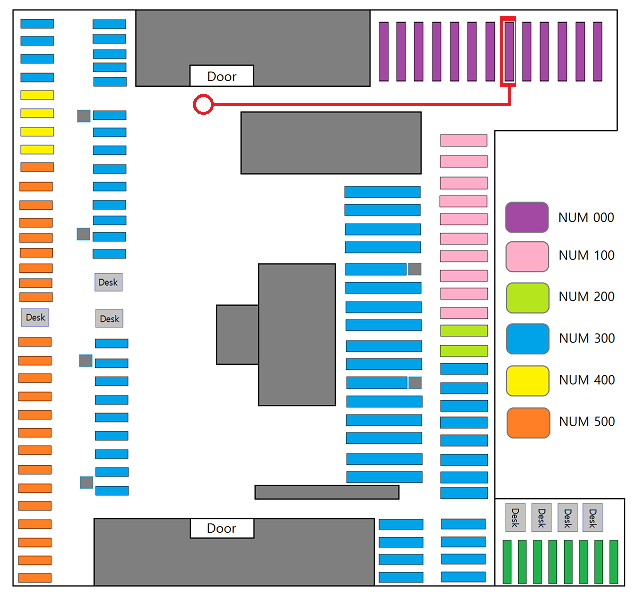 Door
NUM 000
NUM 100
Desk
NUM 200
Desk
Desk
NUM 300
NUM 400
NUM 500
Desk
Desk
Desk
Desk
Door